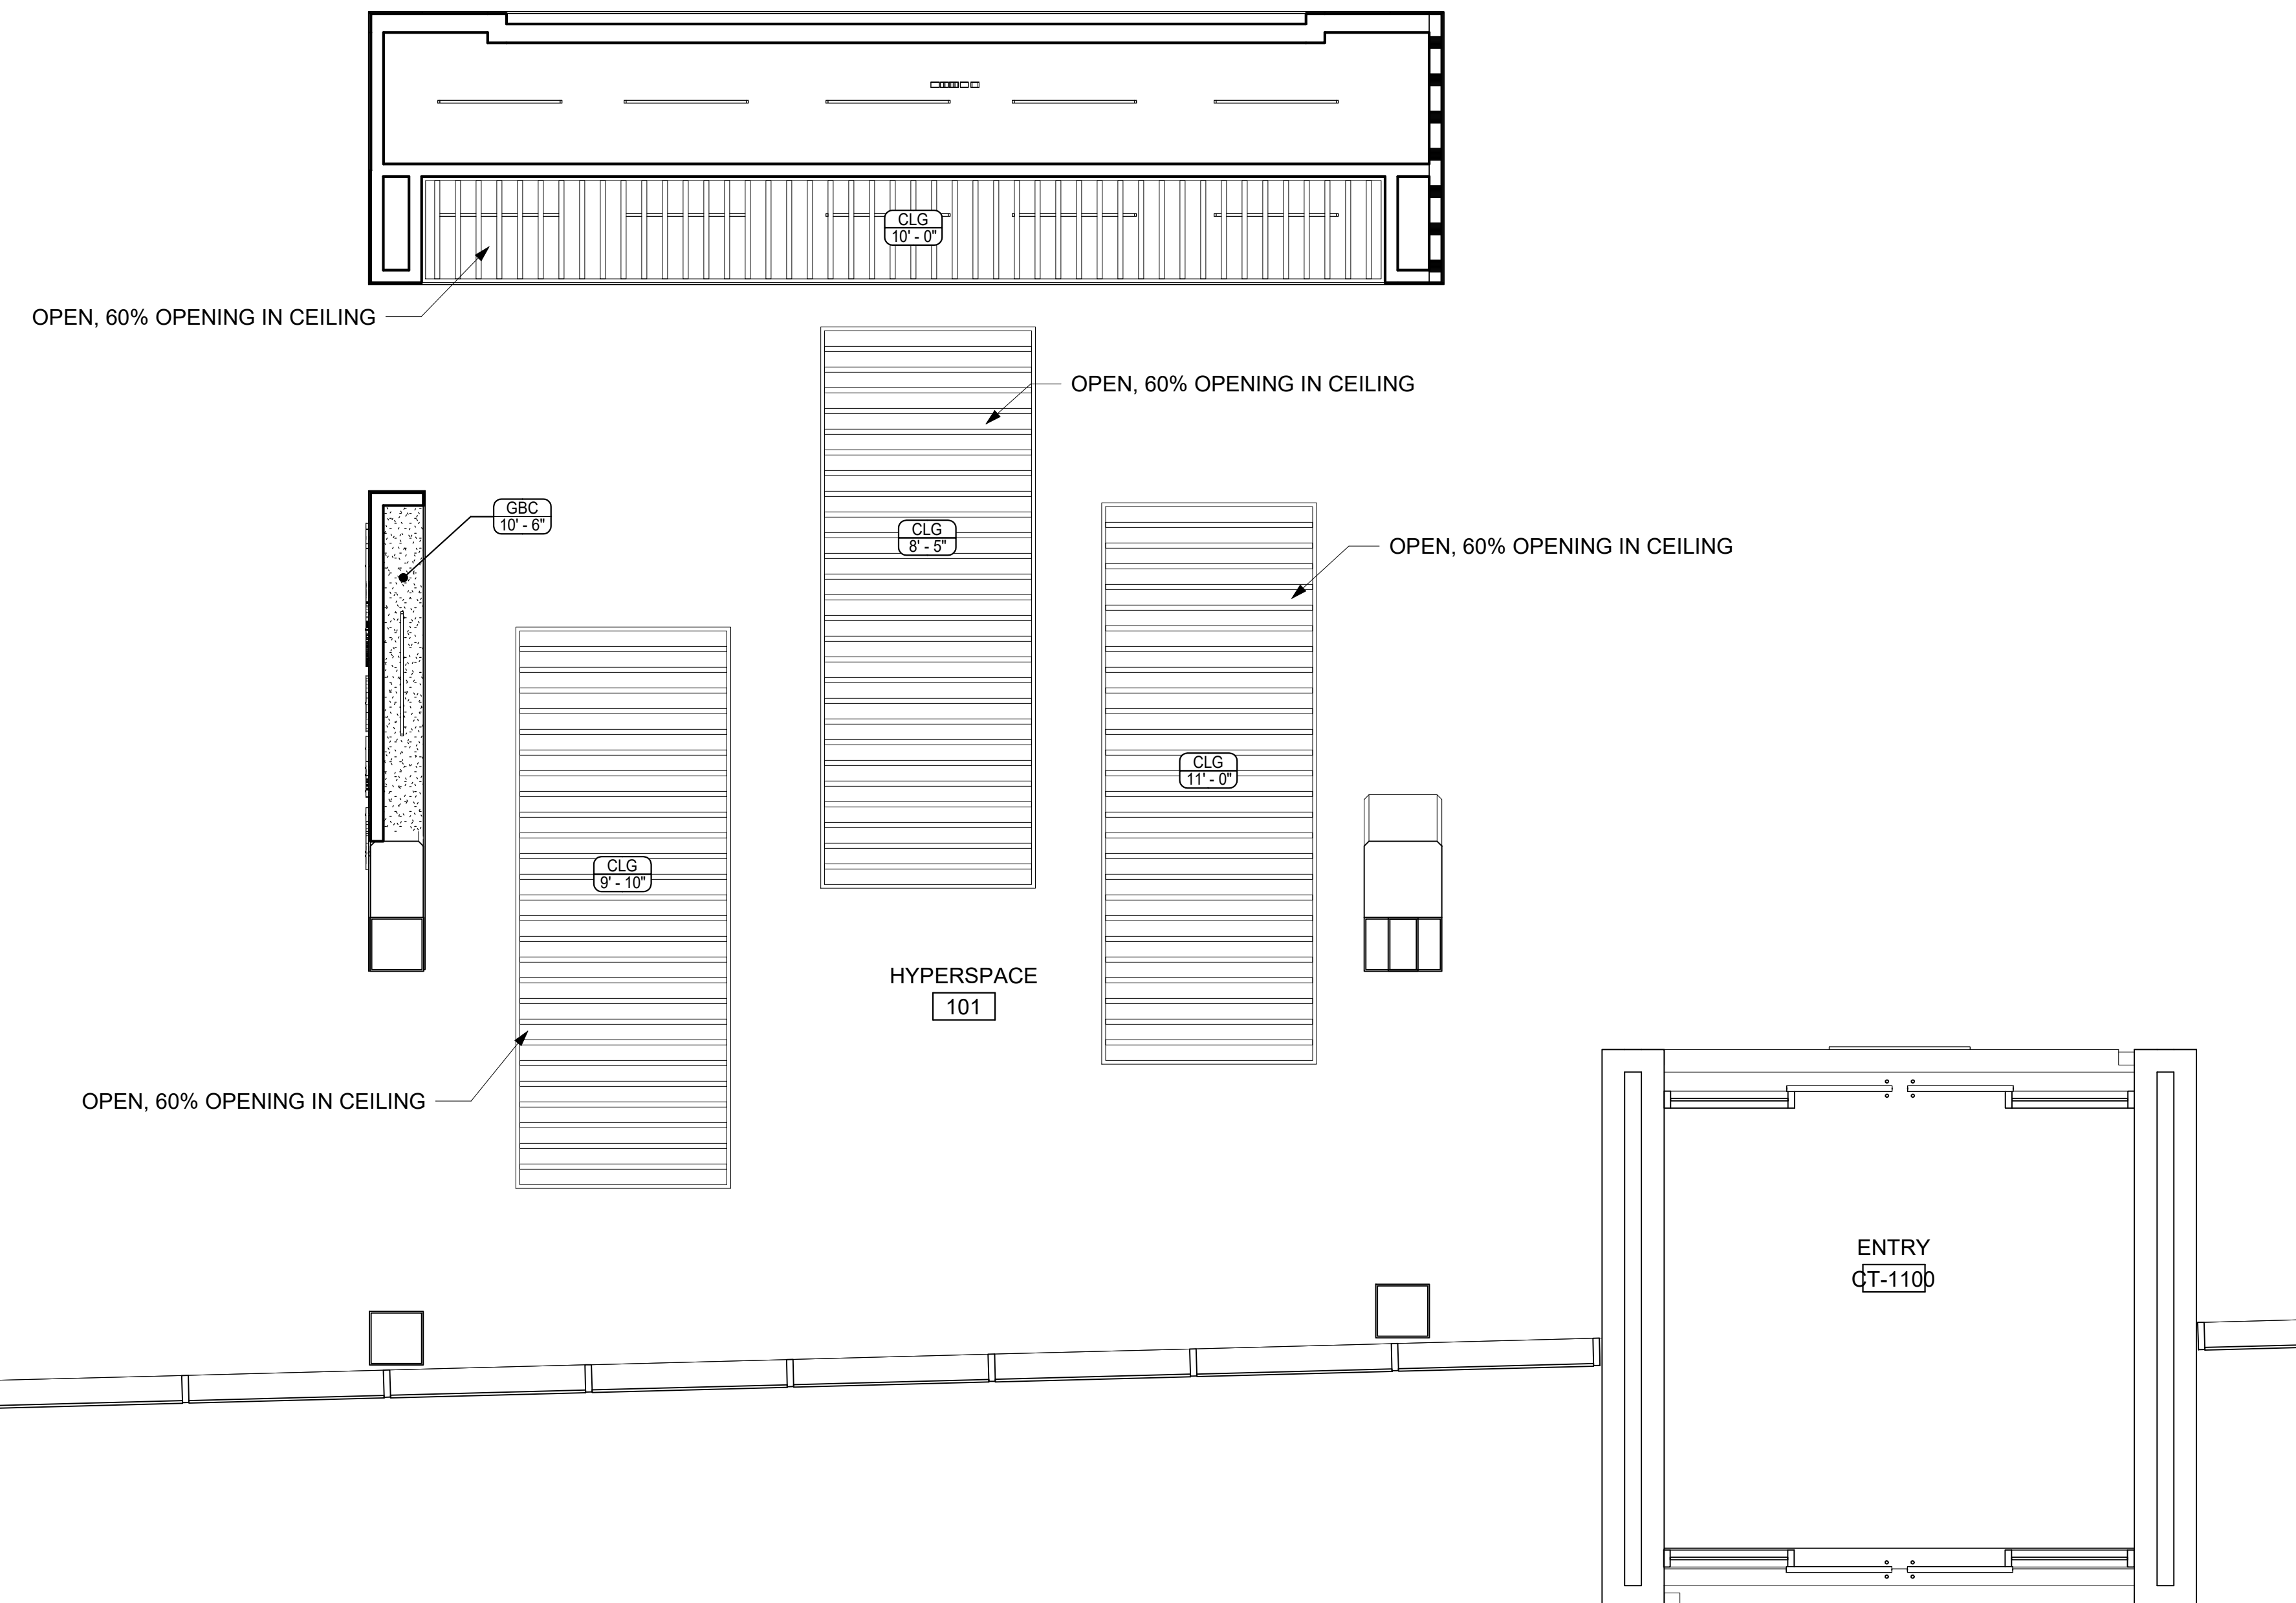 CLG
10' - 0"
OPEN, 60% OPENING IN CEILING
OPEN, 60% OPENING IN CEILING
GBC
10' - 6"
CLG
8' - 5"
OPEN, 60% OPENING IN CEILING
CLG
11' - 0"
CLG
9' - 10"
HYPERSPACE
101
OPEN, 60% OPENING IN CEILING
ENTRY
CT-1100